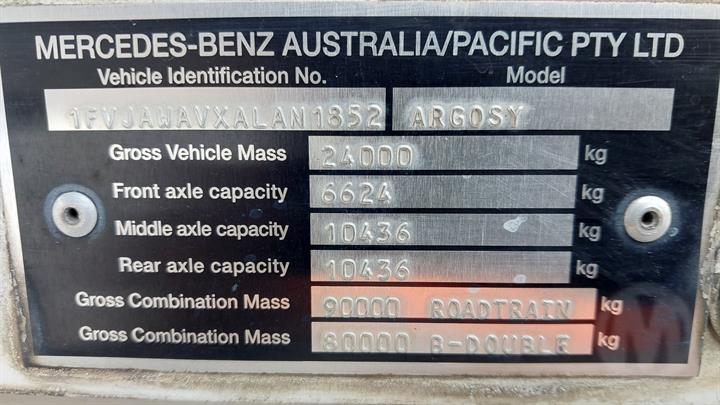 MERCEDES-BENZ AUSTRALIA/PACIFIC PTY LTD
Vehicle Identification No. Model
1FVJAWAVXALAN1852 ARGOSY
Gross Vehicle Mass 24000 kg
Front axle capacity 6624 kg
Middle axle capacity 10436 kg
Rear axle capacity 10436 kg
Gross Combination Mass 90000 ROADTRAIN kg
Gross Combination Mass 80000 B-DOUBLE kg
M